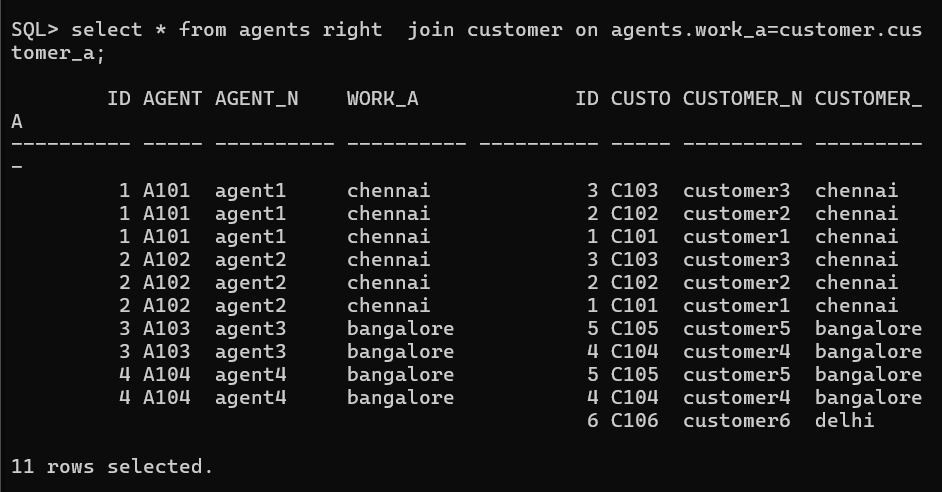 SQL> select * from agents right  join customer on agents.work_a=customer.cus
tomer_a;
        ID AGENT AGENT_N    WORK_A             ID CUSTO CUSTOMER_N CUSTOMER_
A
---------- ----- ---------- ---------- ---------- ----- ---------- ---------
-
         1 A101  agent1     chennai             3 C103  customer3  chennai
         1 A101  agent1     chennai             2 C102  customer2  chennai
         1 A101  agent1     chennai             1 C101  customer1  chennai
         2 A102  agent2     chennai             3 C103  customer3  chennai
         2 A102  agent2     chennai             2 C102  customer2  chennai
         2 A102  agent2     chennai             1 C101  customer1  chennai
         3 A103  agent3     bangalore           5 C105  customer5  bangalore
         3 A103  agent3     bangalore           4 C104  customer4  bangalore
         4 A104  agent4     bangalore           5 C105  customer5  bangalore
         4 A104  agent4     bangalore           4 C104  customer4  bangalore
                                                6 C106  customer6  delhi
11 rows selected.